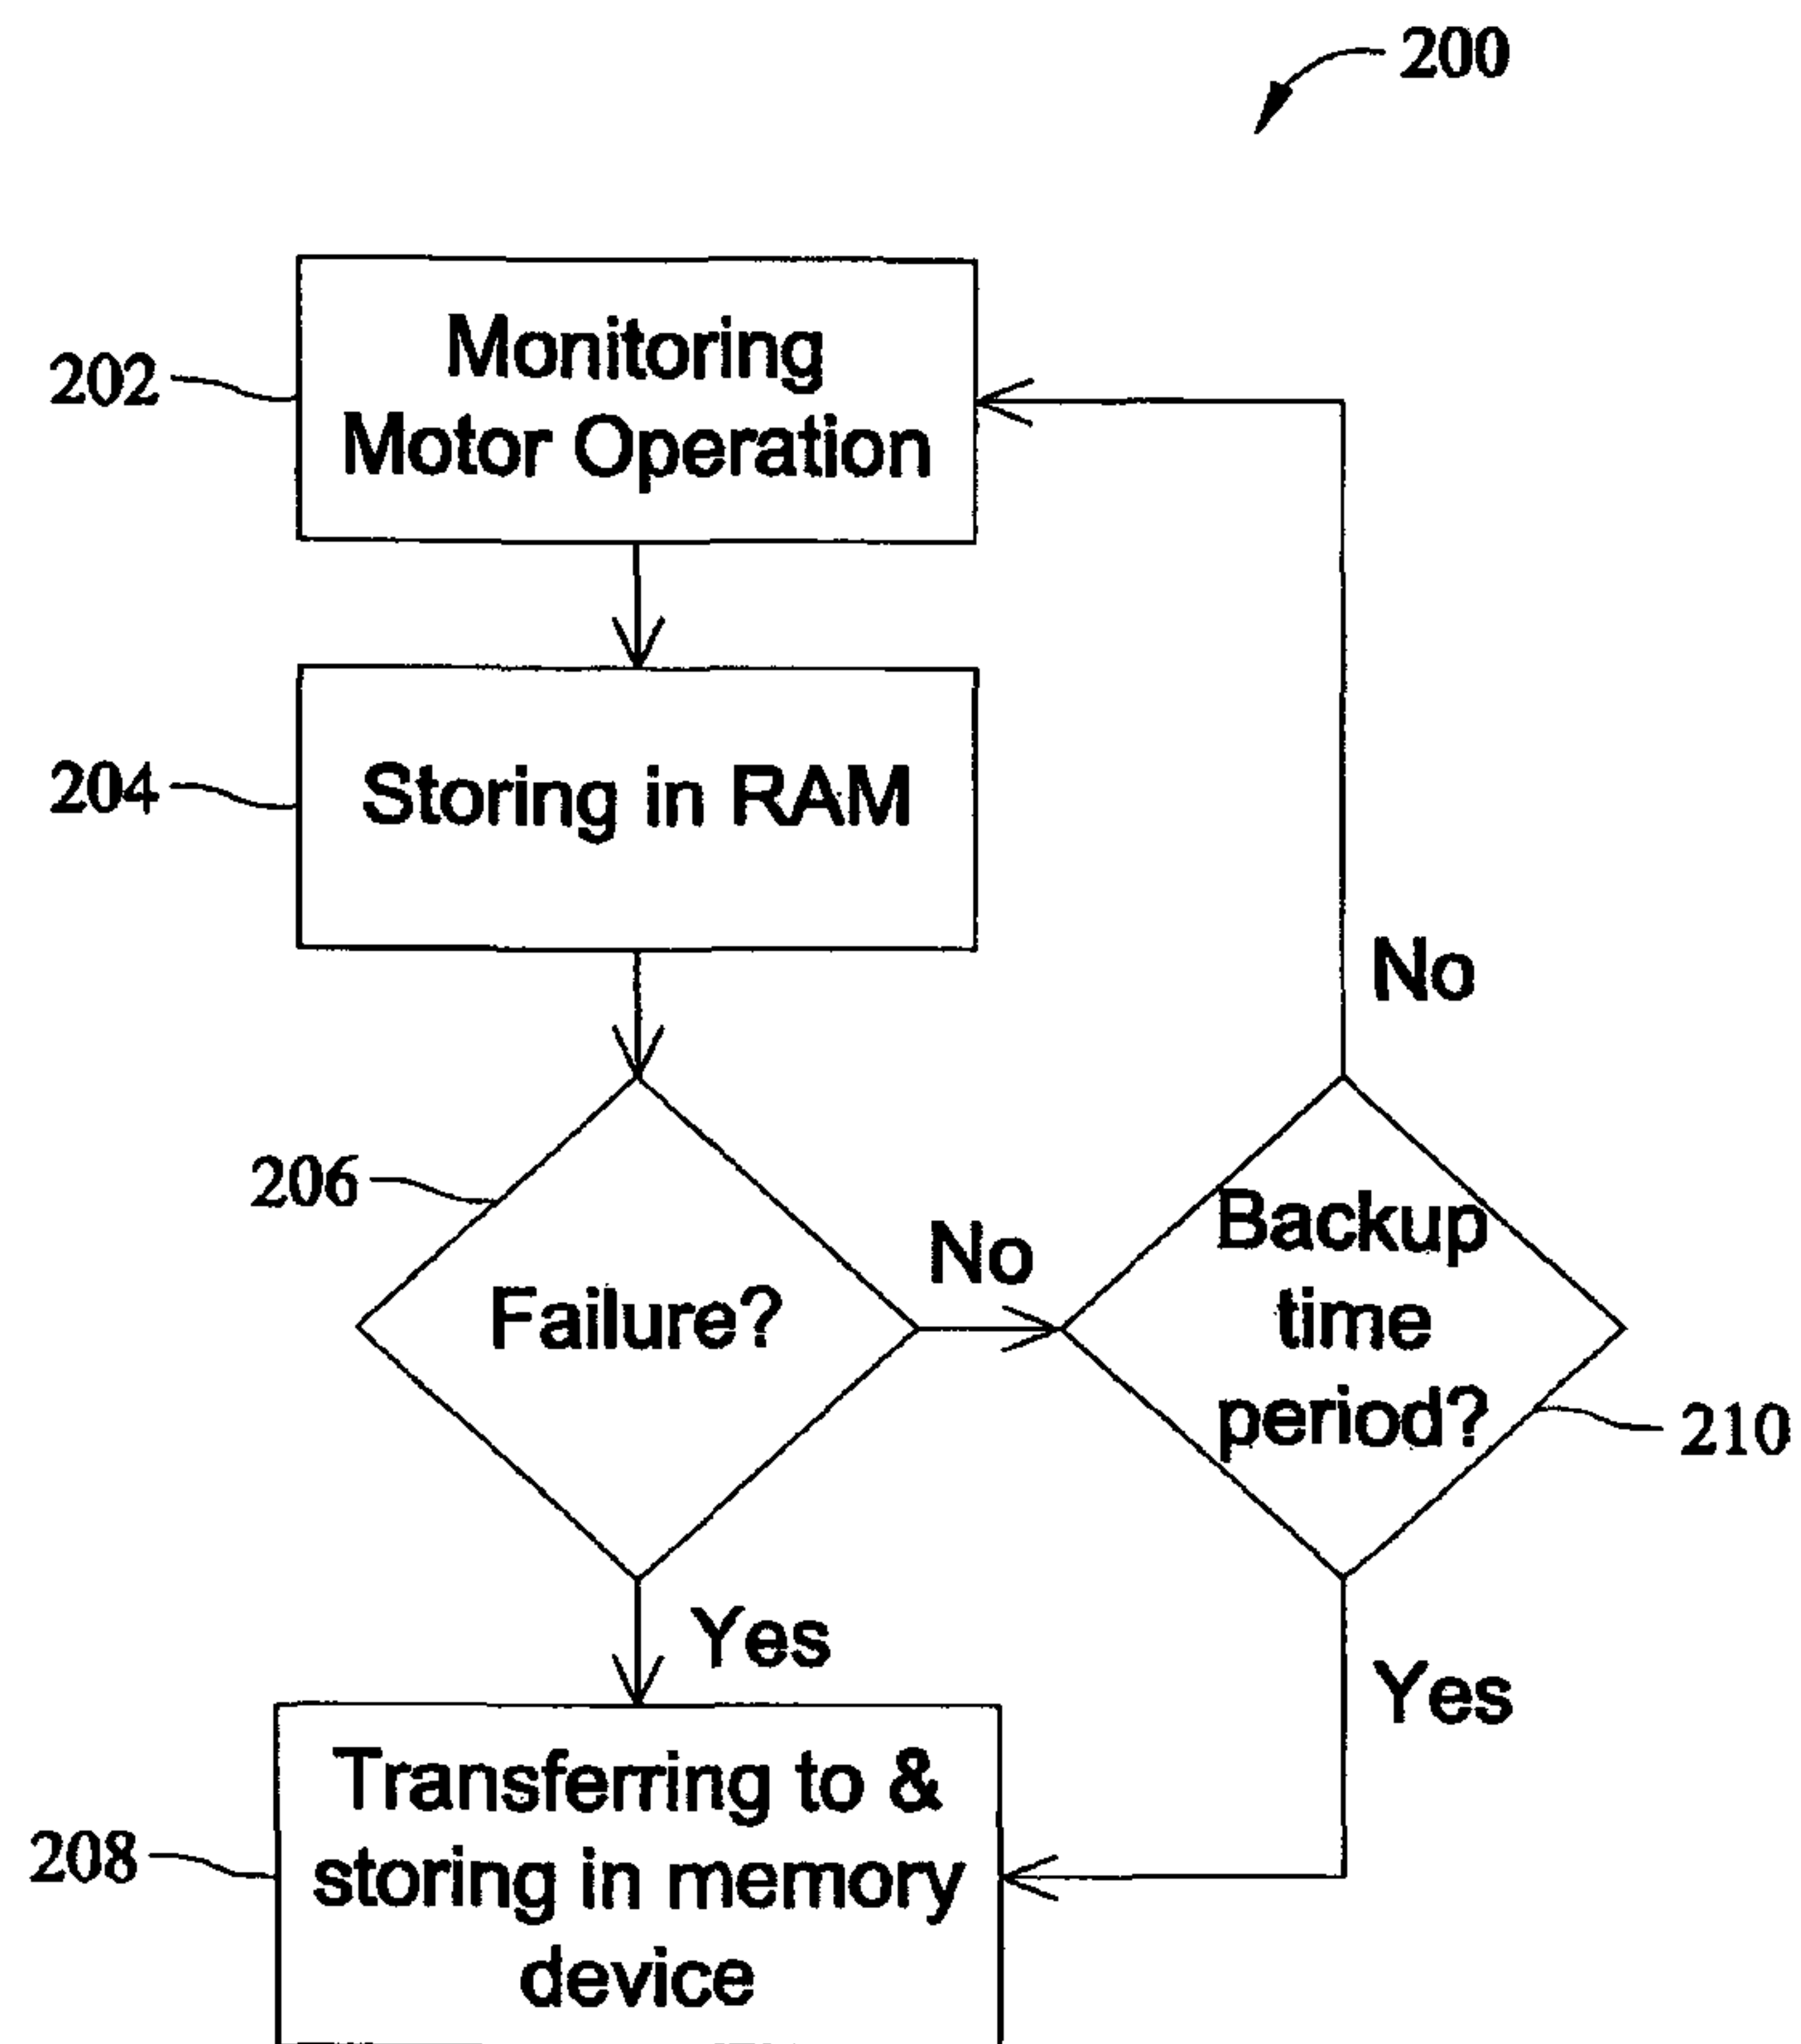 200
202
Monitoring
Motor Operation
204
Storing in RAM
No
206
Failure?
No
Backup
time
period?
210
Yes
Yes
208
Transferring to &
storing in memory
device